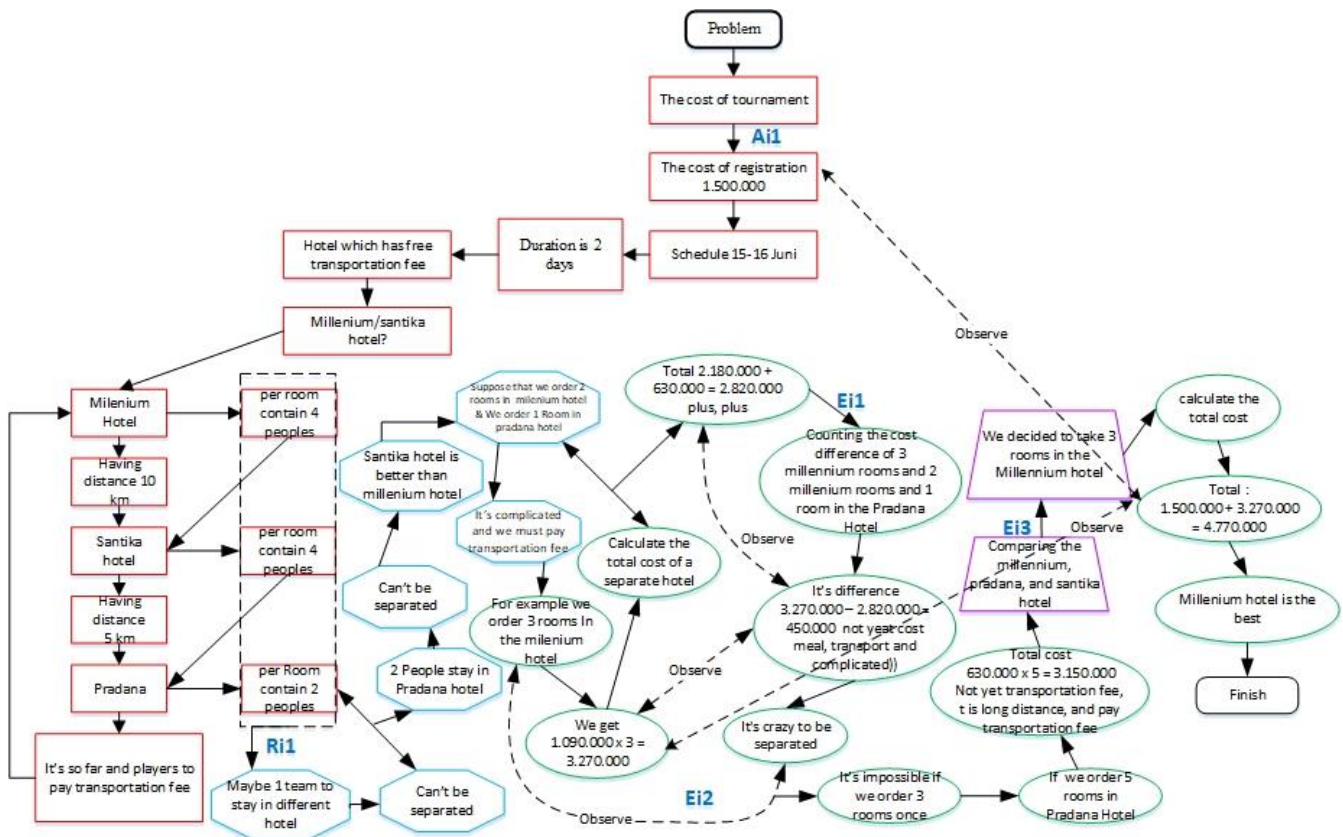 Problem
The cost of tournament
Ai1
The cost of registration
1.500.000
Schedule 15-16 Juni
Duration is 2
days
Hotel which has free
transportation fee
Millenium/santika
hotel?
Milenium
Hotel
per room
contain 4
peoples
Having
distance 10
km
Santika
hotel
per room
contain 4
peoples
Having
distance
5 km
Pradana
per Room
contain 2
peoples
It's so far and players to
pay transportation fee
Ri1
Maybe 1 team to
stay in different
hotel
Can't be
separated
2 People stay in
Pradana hotel
Can't be
separated
Santika hotel is
better than
millenium hotel
Suppose that we order 2
rooms in milenium hotel
& We order 1 Room in
pradana hotel
It's complicated
and we must pay
transportation fee
For example we
order 3 rooms In
the milenium
hotel
We get
1.090.000 x 3 =
3.270.000
Calculate the
total cost of a
separate hotel
Total 2.180.000 +
630.000 = 2.820.000
plus, plus
Ei1
Counting the cost
difference of 3
millennium rooms and 2
millenium rooms and 1
room in the Pradana
Hotel
Observe
It's difference
3.270.000 – 2.820.000 =
450.000 not year cost
meal, transport and
complicated))
Observe
It's crazy to be
separated
Observe
Ei2
It's impossible if
we order 3
rooms once
If we order 5
rooms in
Pradana Hotel
Total cost
630.000 x 5 = 3.150.000
Not yet transportation fee,
t is long distance, and pay
transportation fee
Comparing the
millennium,
pradana, and santika
hotel
Ei3
Observe
We decided to take 3
rooms in the
Millennium hotel
Observe
calculate the
total cost
Total :
1.500.000 + 3.270.000
= 4.770.000
Millenium hotel is the
best
Finish